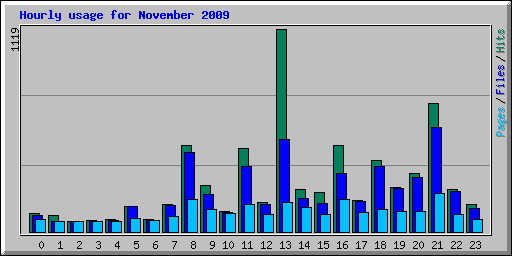 Hourly usage for November 2009
1119
Pages/Files/Hits
0 1 2 3 4 5 6 7 8 9 10 11 12 13 14 15 16 17 18 19 20 21 22 23